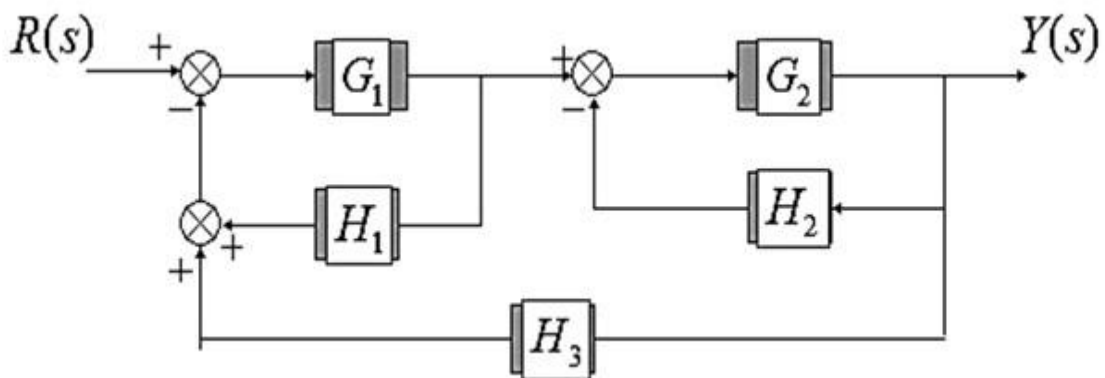 R(s) + − G₁ + − G₂ Y(s)
+ + H₁ H₂
H₃